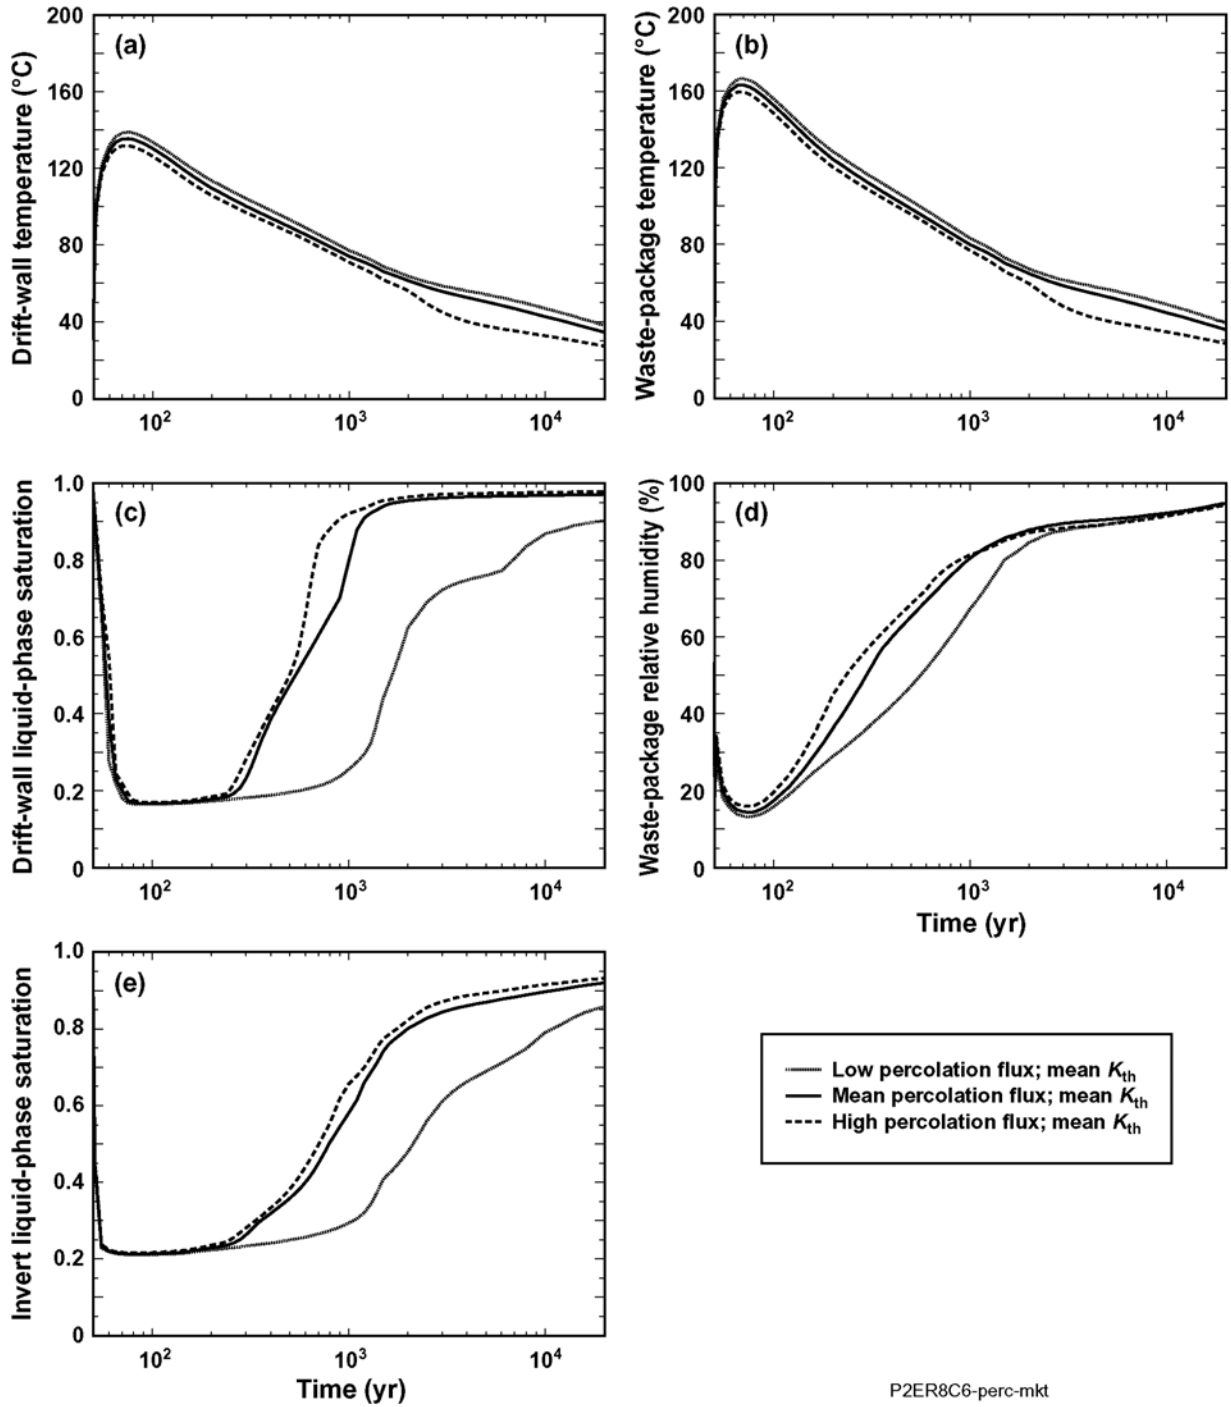 (a)
Drift-wall temperature (°C)
200
160
120
80
40
0
10²
10³
10⁴
(b)
Waste-package temperature (°C)
200
160
120
80
40
0
10²
10³
10⁴
(c)
Drift-wall liquid-phase saturation
1.0
0.8
0.6
0.4
0.2
0
10²
10³
10⁴
(d)
Waste-package relative humidity (%)
100
80
60
40
20
0
10²
10³
10⁴
Time (yr)
(e)
Invert liquid-phase saturation
1.0
0.8
0.6
0.4
0.2
0
10²
10³
10⁴
Time (yr)
Low percolation flux; mean Kth
Mean percolation flux; mean Kth
High percolation flux; mean Kth
P2ER8C6-perc-mkt